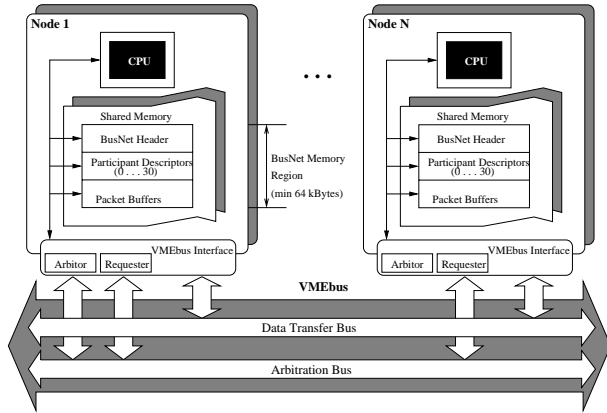 Node 1
CPU
Shared Memory
BusNet Header
Participant Descriptors
(0 . . . 30)
Packet Buffers
BusNet Memory
Region
(min 64 kBytes)
VMEbus Interface
Arbitor
Requester
. . .
Node N
CPU
Shared Memory
BusNet Header
Participant Descriptors
(0 . . . 30)
Packet Buffers
VMEbus Interface
Arbitor
Requester
VMEbus
Data Transfer Bus
Arbitration Bus